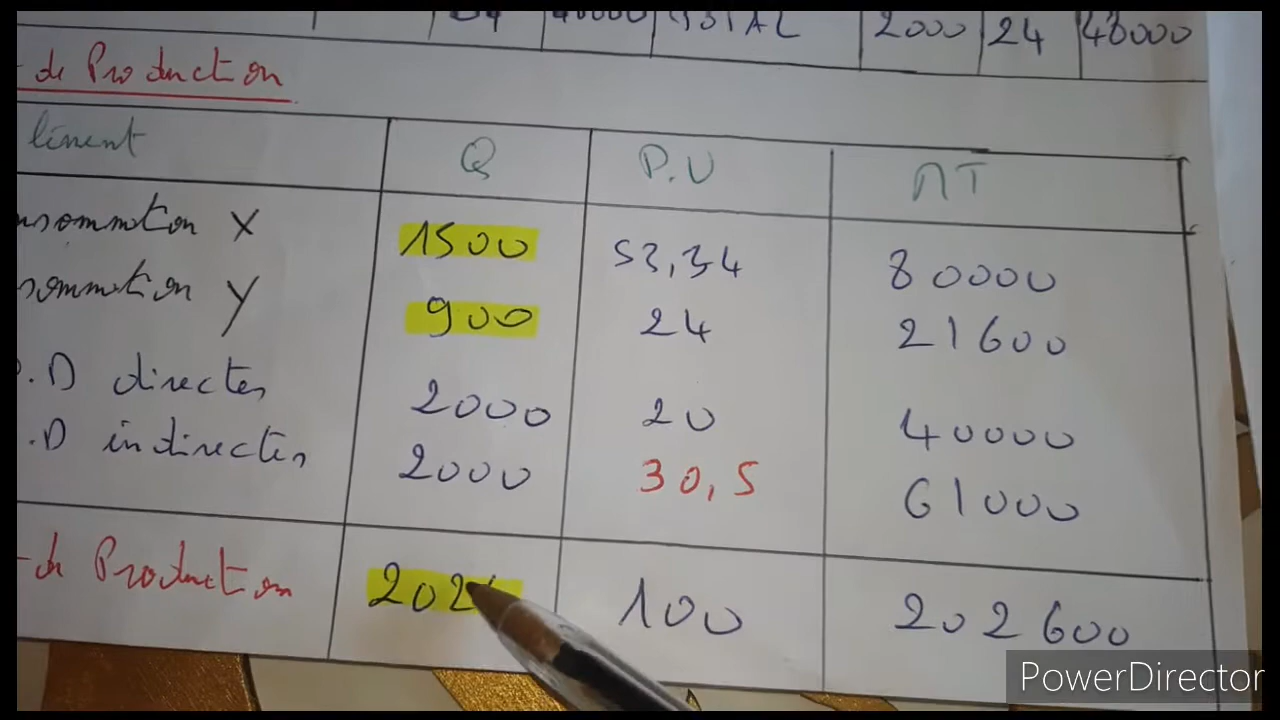 TOTAL 2000 24 48000
de Production
Q P.U MT
X 1500 53,34 80000
Y 900 24 21600
D directes 2000 20 40000
D indirectes 2000 30,5 61000
de Production 100 202600
PowerDirector